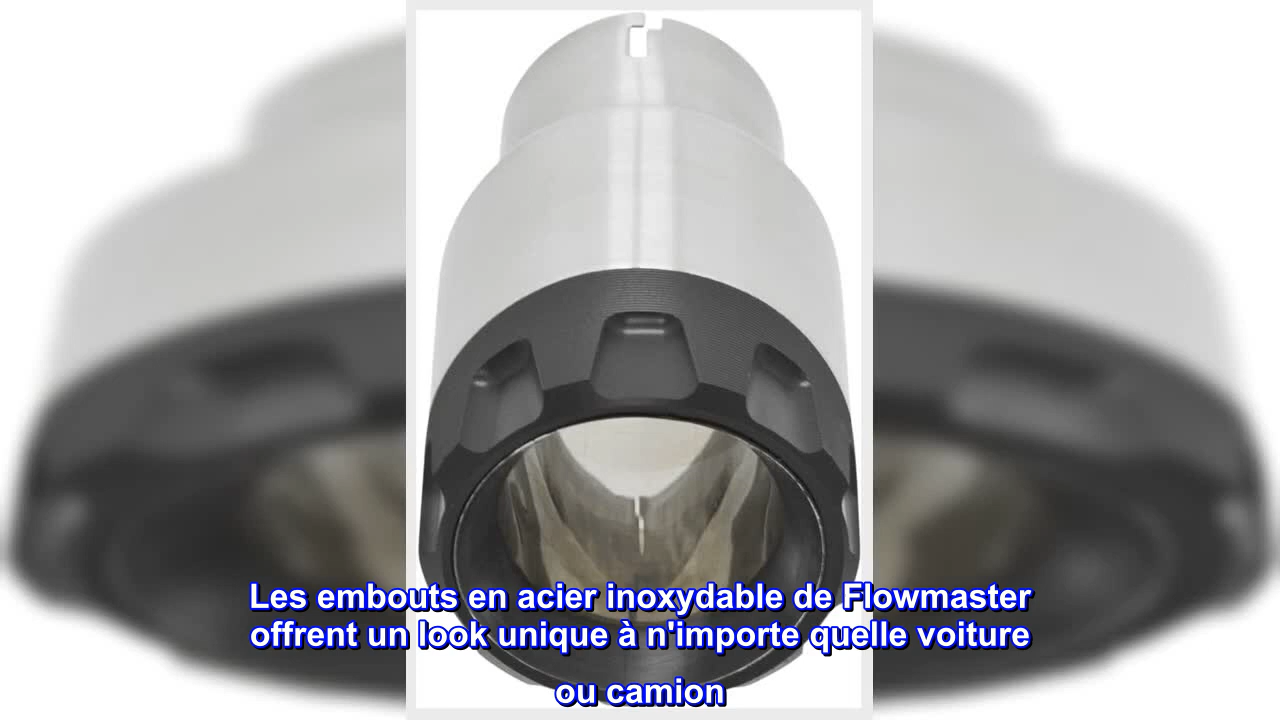 Les embouts en acier inoxydable de Flowmaster
offrent un look unique à n'importe quelle voiture
ou camion